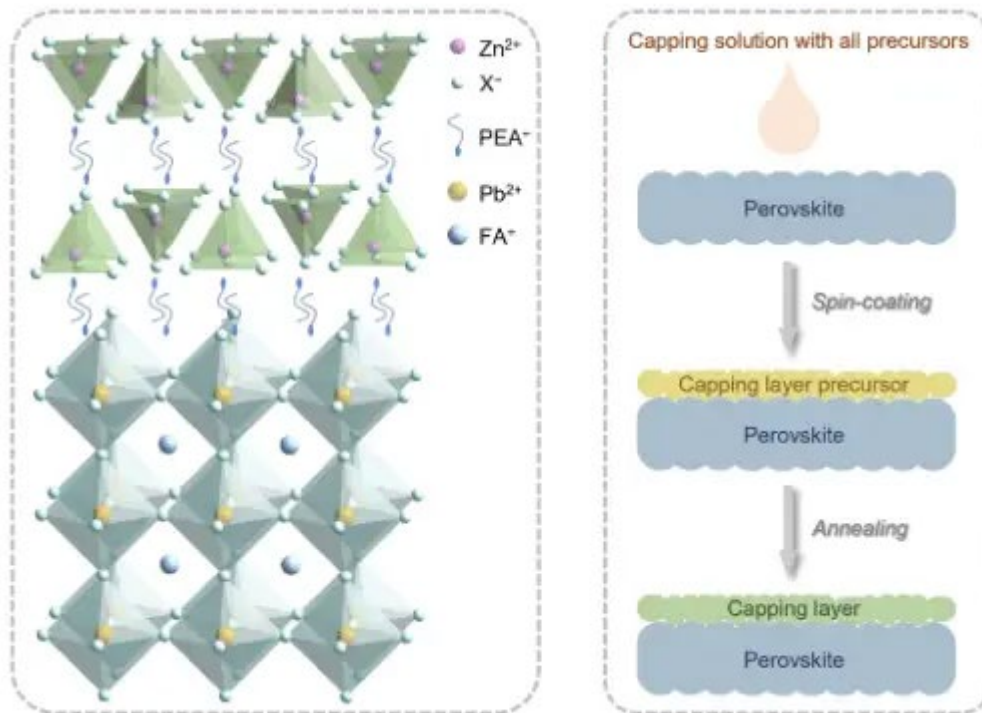 Zn²⁺
X⁻
PEA⁺
Pb²⁺
FA⁺
Capping solution with all precursors
Perovskite
Spin-coating
Capping layer precursor
Perovskite
Annealing
Capping layer
Perovskite